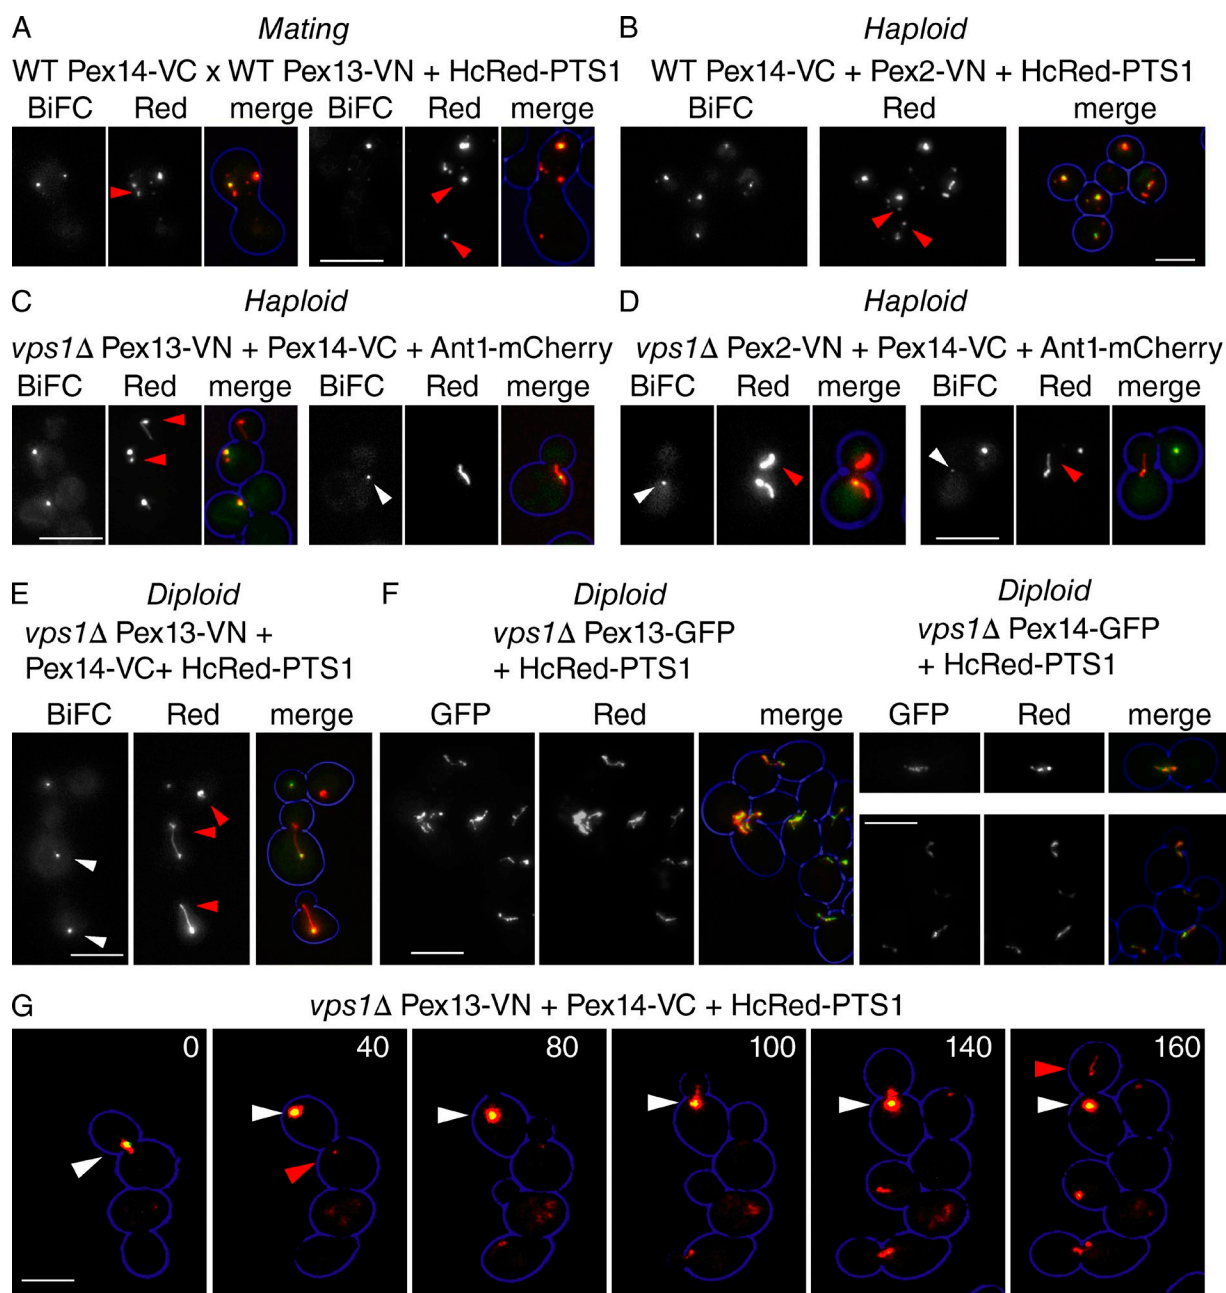 A
Mating
WT Pex14-VC x WT Pex13-VN + HcRed-PTS1
BiFC Red merge BiFC Red merge
B
Haploid
WT Pex14-VC + Pex2-VN + HcRed-PTS1
BiFC Red merge
C
Haploid
vps1Δ Pex13-VN + Pex14-VC + Ant1-mCherry
BiFC Red merge BiFC Red merge
D
Haploid
vps1Δ Pex2-VN + Pex14-VC + Ant1-mCherry
BiFC Red merge BiFC Red merge
E
Diploid
vps1Δ Pex13-VN +
Pex14-VC+ HcRed-PTS1
BiFC Red merge
F
Diploid
vps1Δ Pex13-GFP
+ HcRed-PTS1
GFP Red merge
Diploid
vps1Δ Pex14-GFP
+ HcRed-PTS1
GFP Red merge
G
vps1Δ Pex13-VN + Pex14-VC + HcRed-PTS1
0 40 80 100 140 160